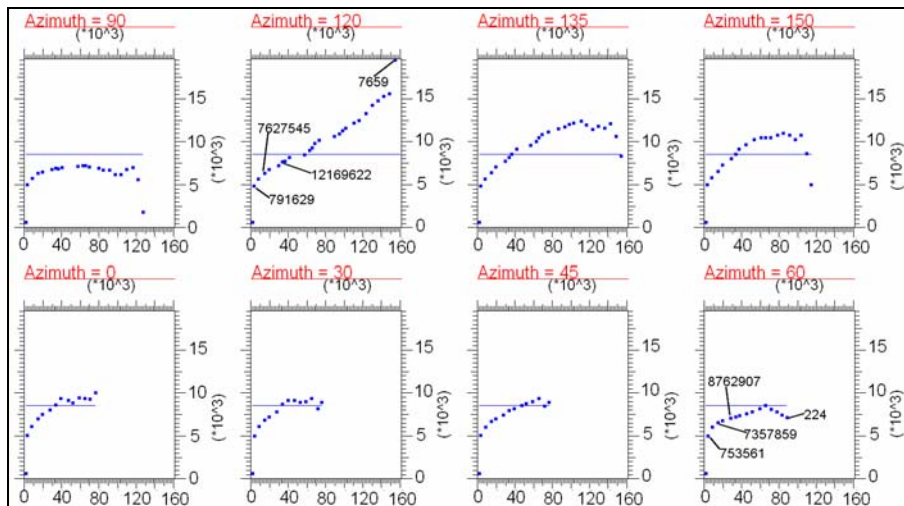 Azimuth = 90 Azimuth = 120 Azimuth = 135 Azimuth = 150
(*10^3) (*10^3) (*10^3) (*10^3)
7659
15 15 15 15
7627545
10 10 10 10
12169622
5 5 5 5
791629
0 0 0 0
(*10^3) (*10^3) (*10^3) (*10^3)
0 40 80 120 160 0 40 80 120 160 0 40 80 120 160 0 40 80 120 160
Azimuth = 0 Azimuth = 30 Azimuth = 45 Azimuth = 60
(*10^3) (*10^3) (*10^3) (*10^3)
15 15 15 15
8762907
10 10 10 10
224
7357859
5 5 5 5
753561
0 0 0 0
(*10^3) (*10^3) (*10^3) (*10^3)
0 40 80 120 160 0 40 80 120 160 0 40 80 120 160 0 40 80 120 160